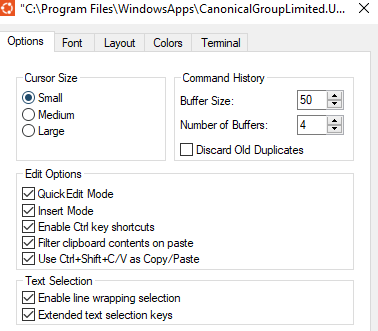 "C:\Program Files\WindowsApps\CanonicalGroupLimited.U...
Options Font Layout Colors Terminal
Cursor Size
Small
Medium
Large
Command History
Buffer Size: 50
Number of Buffers: 4
Discard Old Duplicates
Edit Options
QuickEdit Mode
Insert Mode
Enable Ctrl key shortcuts
Filter clipboard contents on paste
Use Ctrl+Shift+C/V as Copy/Paste
Text Selection
Enable line wrapping selection
Extended text selection keys